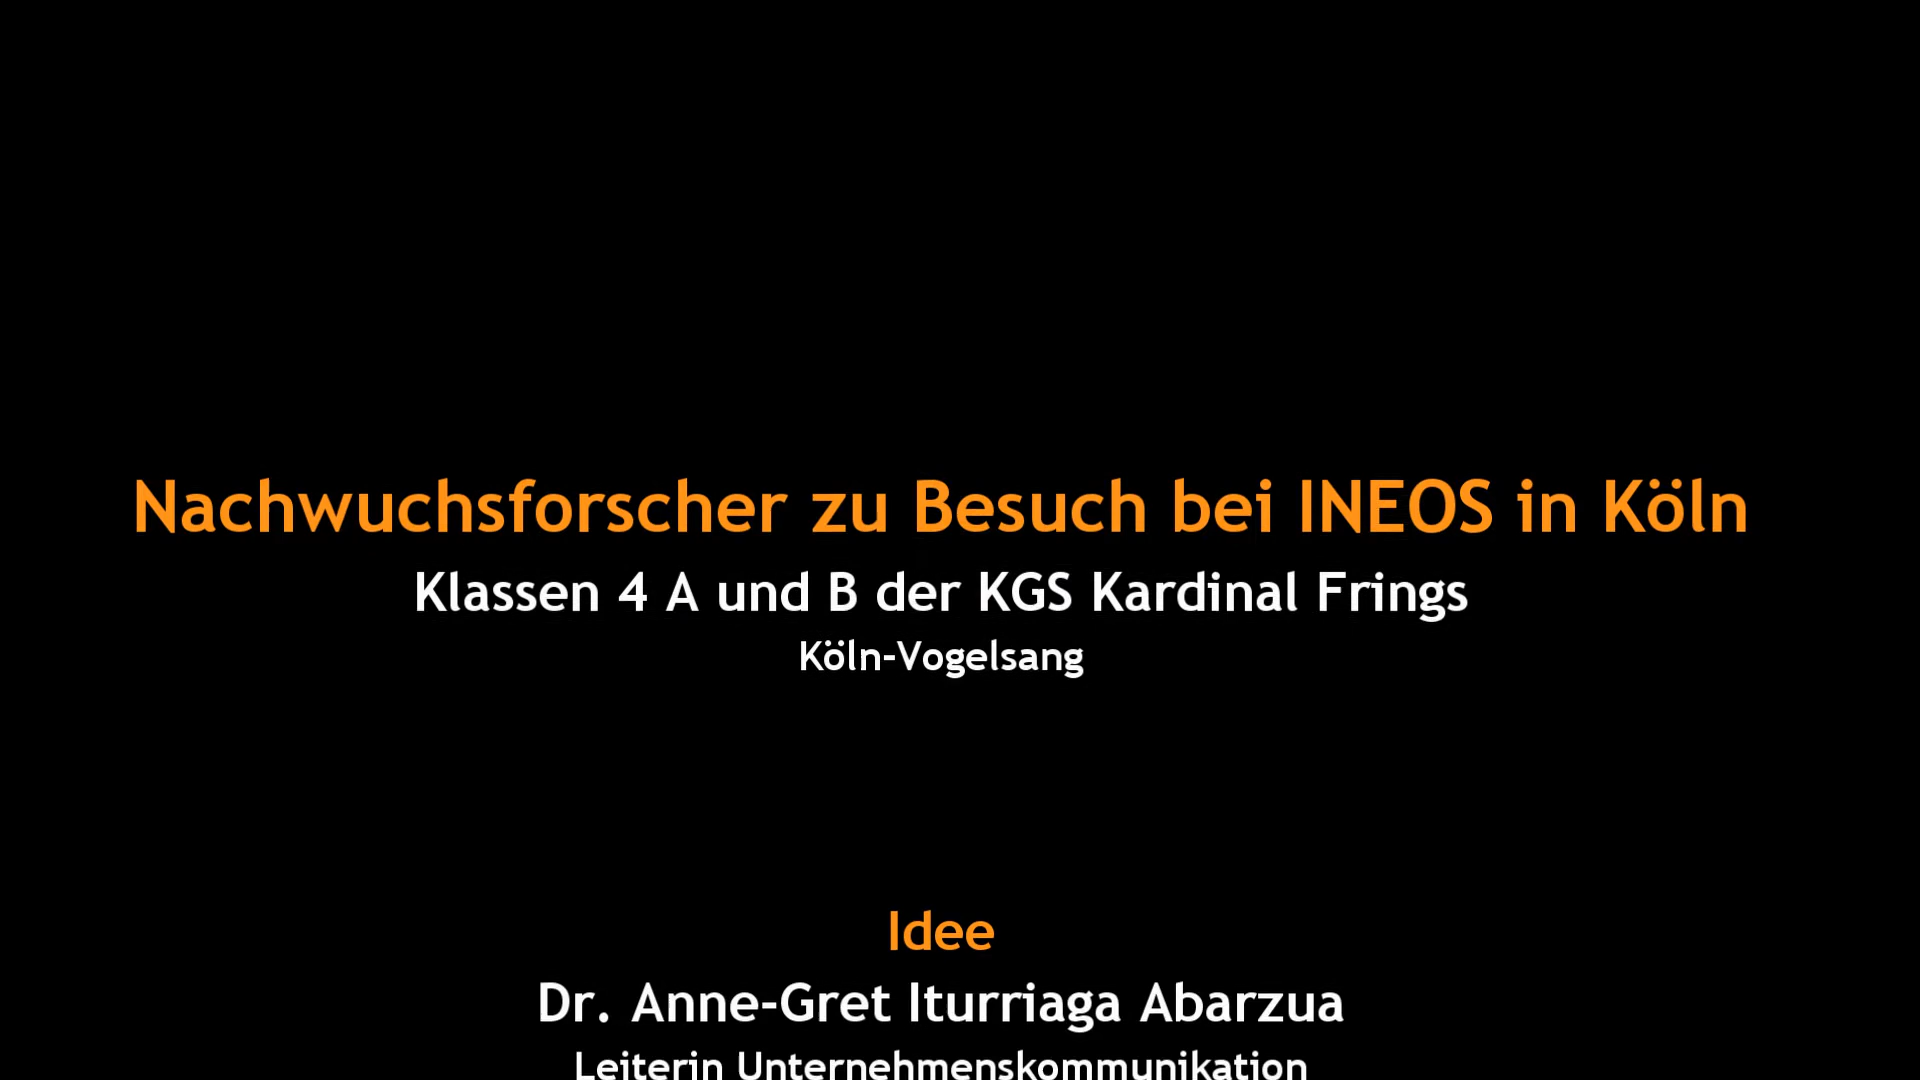 Nachwuchsforscher zu Besuch bei INEOS in Köln
Klassen 4 A und B der KGS Kardinal Frings
Köln-Vogelsang
Idee
Dr. Anne-Gret Iturriaga Abarzua
Leiterin Unternehmenskommunikation